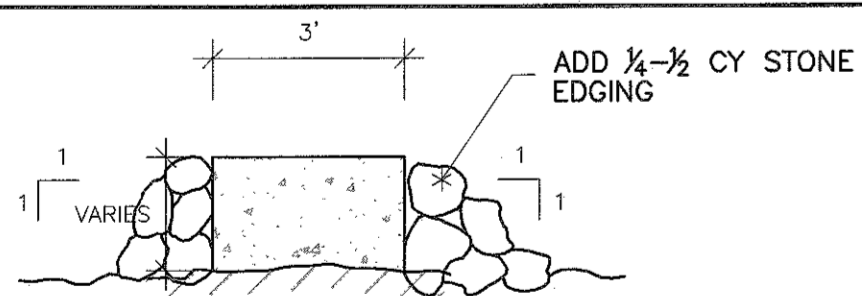 3'
ADD ¼–½ CY STONE
EDGING
1
1
VARIES
1
1